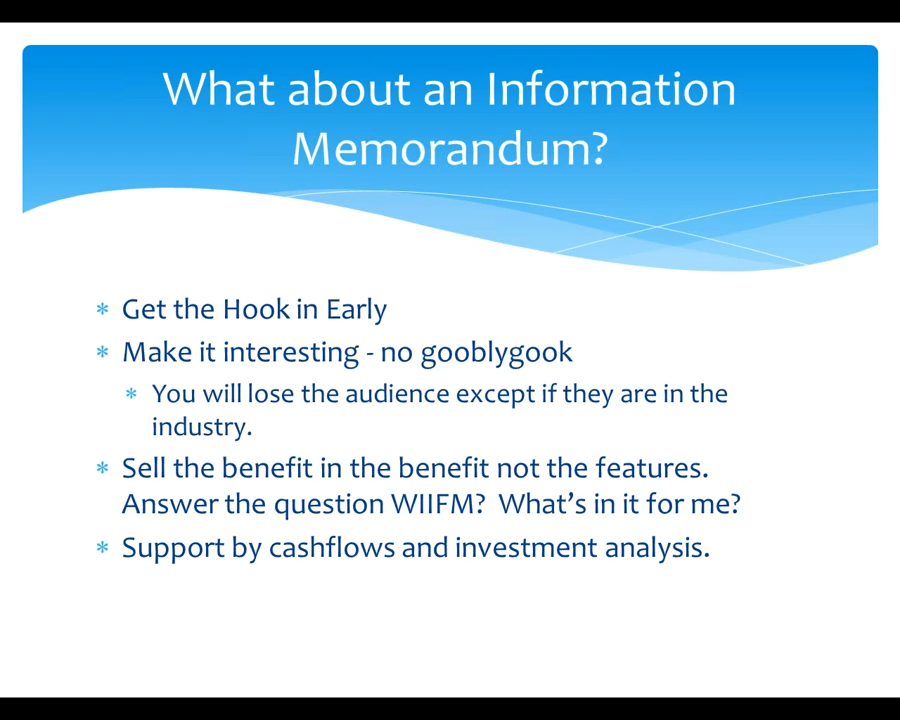 What about an Information
Memorandum?
* Get the Hook in Early
* Make it interesting - no gooblygook
* You will lose the audience except if they are in the
industry.
* Sell the benefit in the benefit not the features.
Answer the question WIIFM?  What's in it for me?
* Support by cashflows and investment analysis.